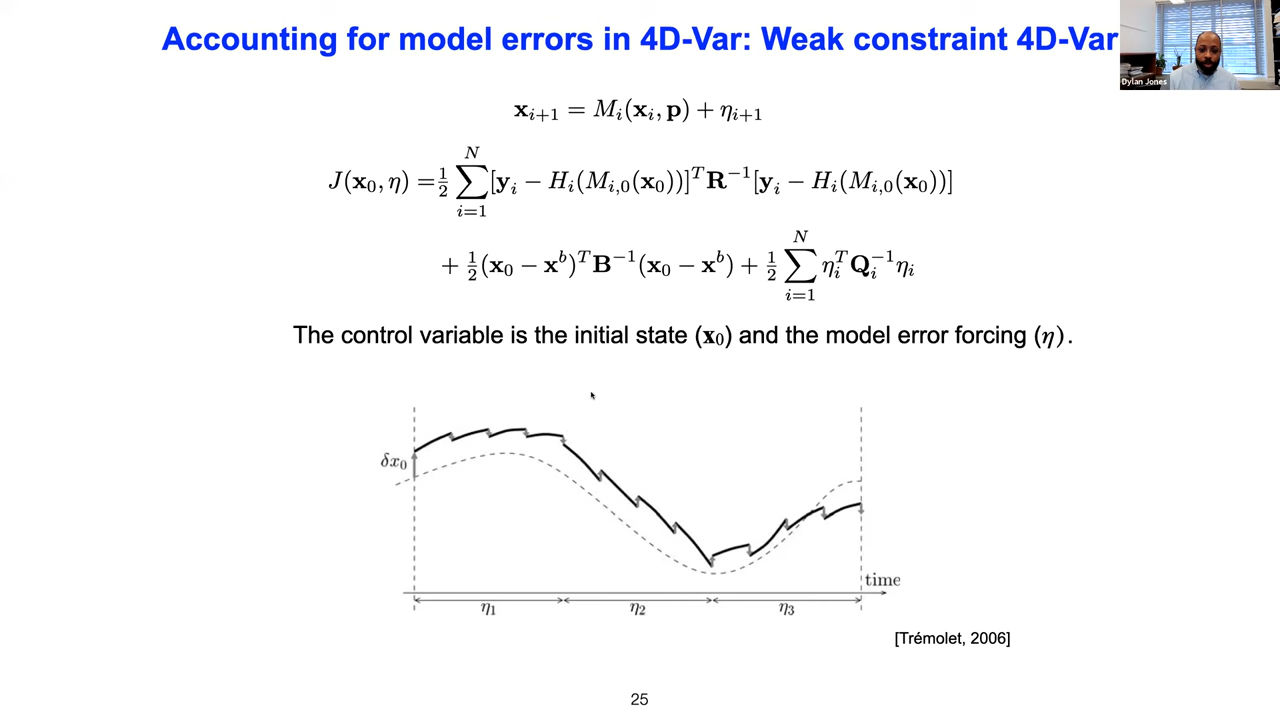 Accounting for model errors in 4D-Var: Weak constraint 4D-Var
Dylan Jones
x_{i+1} = M_i(x_i, p) + η_{i+1}
J(x_0, η) = ½ ∑_{i=1}^{N} [y_i − H_i(M_{i,0}(x_0))]^T R^{−1} [y_i − H_i(M_{i,0}(x_0))]
+ ½ (x_0 − x^b)^T B^{−1} (x_0 − x^b) + ½ ∑_{i=1}^{N} η_i^T Q_i^{−1} η_i
The control variable is the initial state (x_0) and the model error forcing (η).
δx_0
time
η_1 η_2 η_3
[Trémolet, 2006]
25